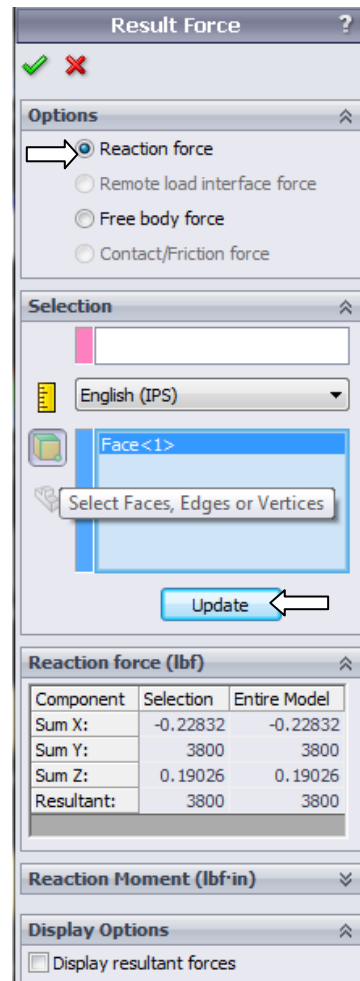 Result Force ?
Options
Reaction force
Remote load interface force
Free body force
Contact/Friction force
Selection
English (IPS)
Face<1>
Select Faces, Edges or Vertices
Update
Reaction force (lbf)
Component Selection Entire Model
Sum X: -0.22832 -0.22832
Sum Y: 3800 3800
Sum Z: 0.19026 0.19026
Resultant: 3800 3800
Reaction Moment (lbf·in)
Display Options
Display resultant forces